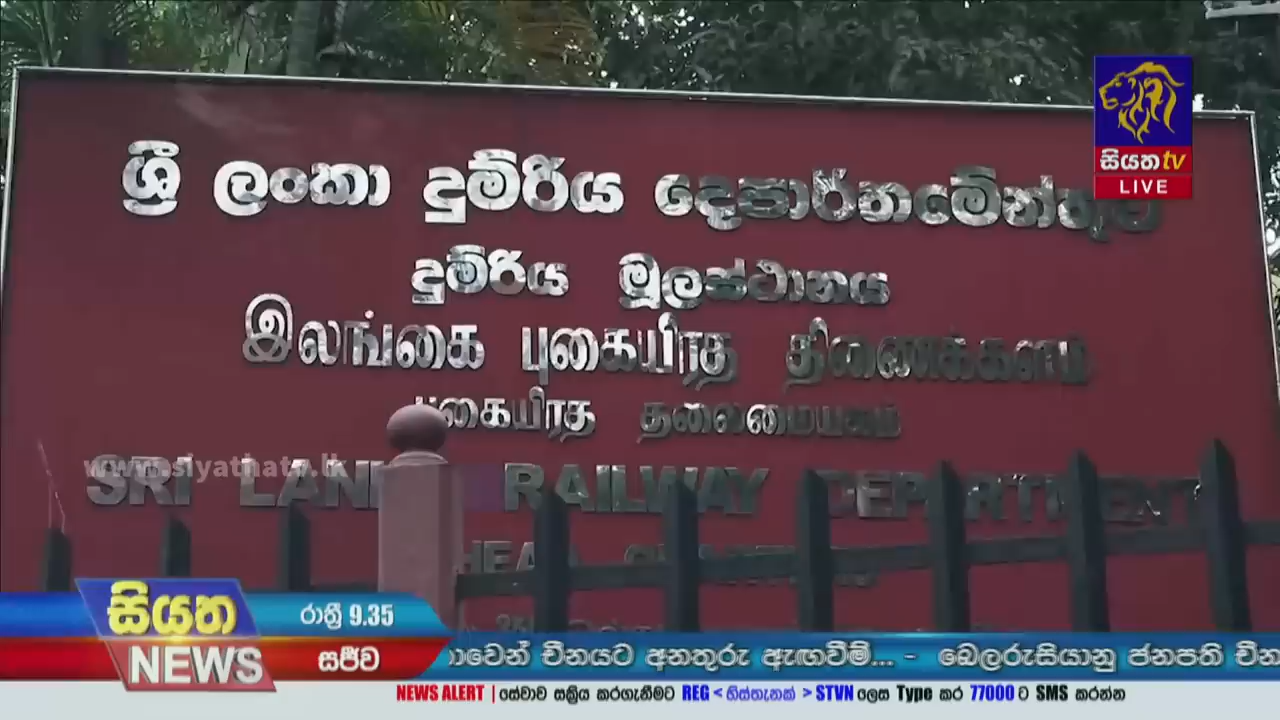 ශ්‍රී ලංකා දුම්රිය දෙපාර්තමේන්තුව
දුම්රිය මූලස්ථානය
இலங்கை புகையிரத திணைக்களம்
புகையிரத தலைமையகம்
SRI LANKA RAILWAY DEPARTMENT
HEAD
සියත tv
LIVE
www.siyathatv.lk
සියත
NEWS
රාත්‍රී 9.35
සජීව
චීනයට අනතුරු ඇඟවීම්... - බෙලරුසියානු ජනපති චීන
NEWS ALERT | සේවාව සක්‍රිය කරගැනීමට REG < හිස්තැනක් > STVN ලෙස Type කර 77000 ට SMS කරන්න